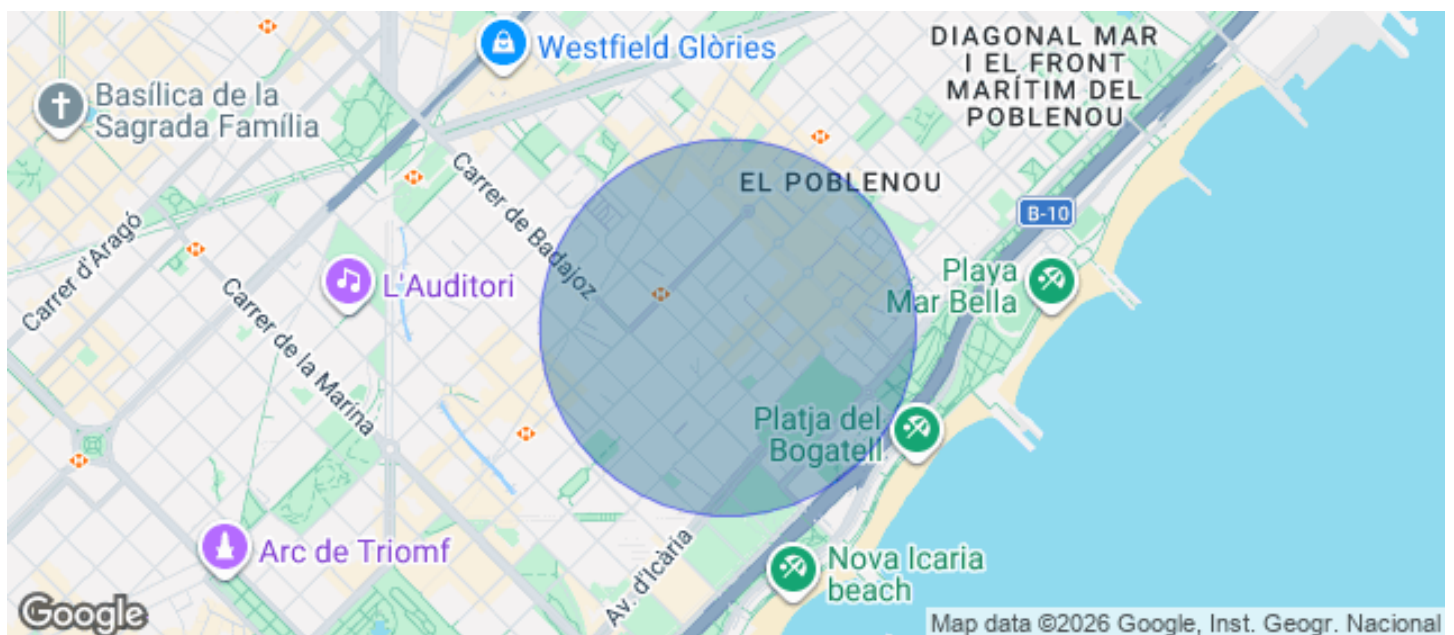 Westfield Glòries
DIAGONAL MAR
I EL FRONT
MARÍTIM DEL
POBLENOU
Basílica de la
Sagrada Família
EL POBLENOU
B-10
Carrer de Badajoz
Carrer d'Aragó
L'Auditori
Playa
Mar Bella
Carrer de la Marina
Platja del
Bogatell
Arc de Triomf
Av. d'Icària
Nova Icaria
beach
Google
Map data ©2026 Google, Inst. Geogr. Nacional